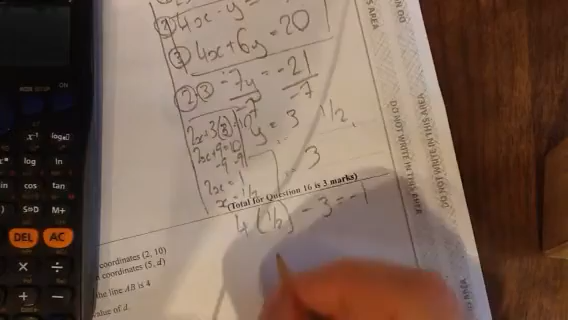 ② 4x - y =
③ 4x + 6y = 20
②③ -7y = -21
-7 -7
2x + 3(3) = 10
2x + 9 = 10
-9 -9
2x = 1
x = 1/2
y = 3
1/2,
3
(Total for Question 16 is 3 marks)
4(1/2) - 3 = -1
coordinates (2, 10)
coordinates (5, d)
the line AB is 4
value of d.
DO NOT WRITE IN THIS AREA
S AREA
ON
x⁻¹
log
ln
sin
cos
tan
S⇔D
M+
DEL
AC
×
÷
+
−